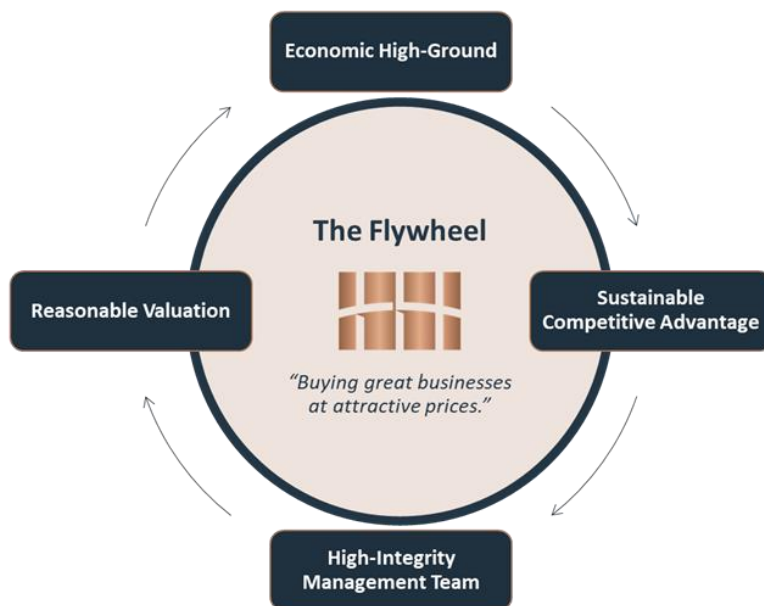 Economic High-Ground
The Flywheel
Reasonable Valuation
Sustainable
Competitive Advantage
“Buying great businesses
at attractive prices.”
High-Integrity
Management Team